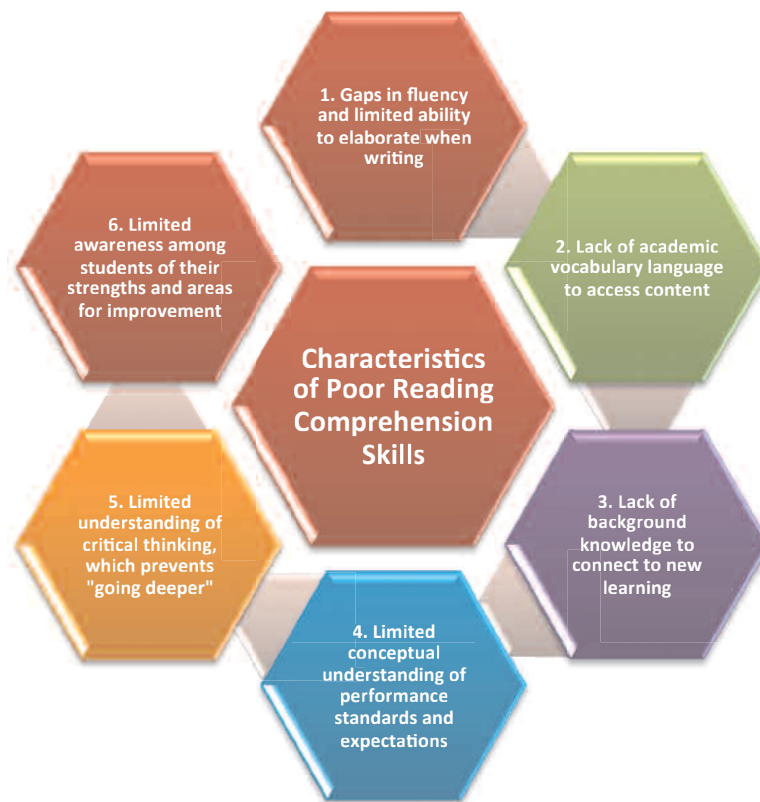 1. Gaps in fluency
and limited ability
to elaborate when
writing
2. Lack of academic
vocabulary language
to access content
3. Lack of
background
knowledge to
connect to new
learning
4. Limited
conceptual
understanding of
performance
standards and
expectations
5. Limited
understanding of
critical thinking,
which prevents
"going deeper"
6. Limited
awareness among
students of their
strengths and areas
for improvement
Characteristics
of Poor Reading
Comprehension
Skills